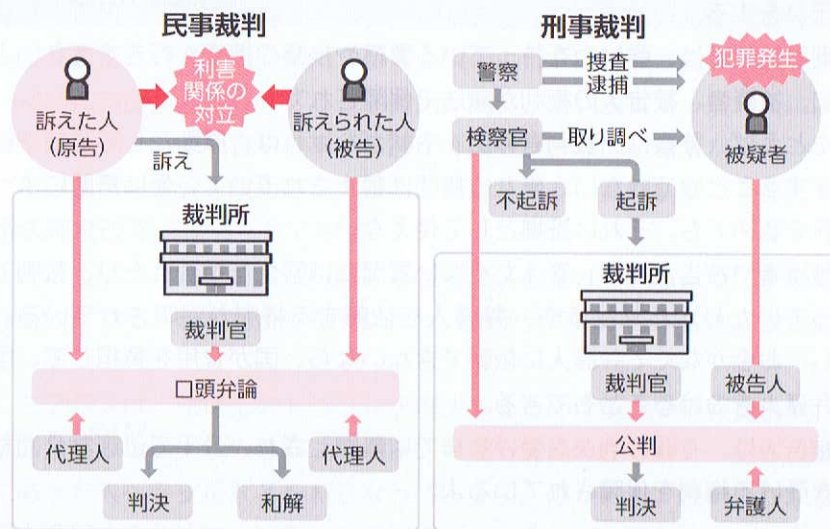 民事裁判
利害
関係の
対立
訴えた人
(原告)
訴えられた人
(被告)
訴え
裁判所
裁判官
口頭弁論
代理人
代理人
判決
和解
刑事裁判
警察
捜査
逮捕
犯罪発生
検察官
取り調べ
被疑者
不起訴
起訴
裁判所
裁判官
被告人
公判
判決
弁護人